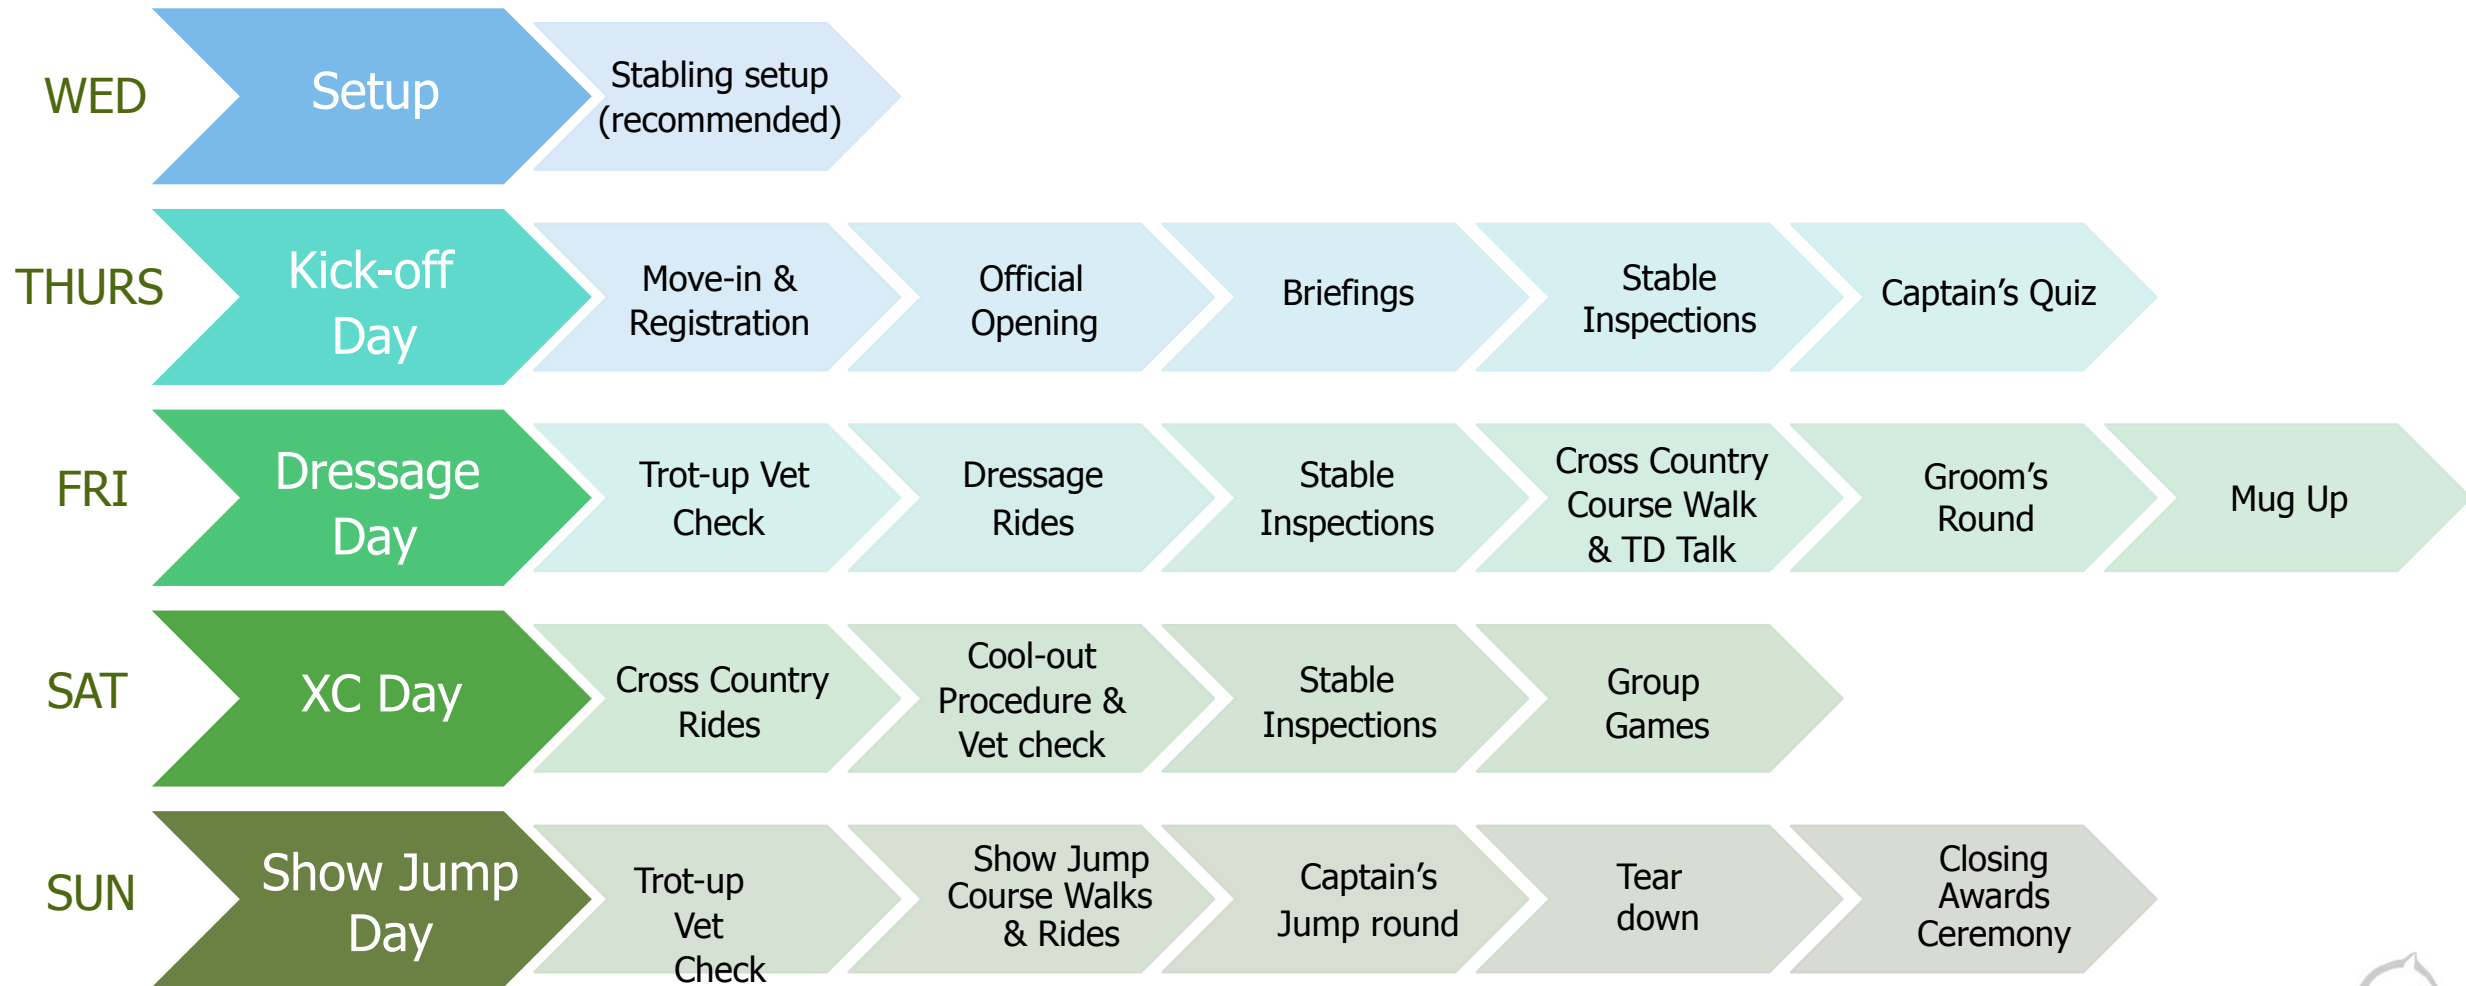 WED
Setup
Stabling setup
(recommended)
THURS
Kick-off
Day
Move-in &
Registration
Official
Opening
Briefings
Stable
Inspections
Captain’s Quiz
FRI
Dressage
Day
Trot-up Vet
Check
Dressage
Rides
Stable
Inspections
Cross Country
Course Walk
& TD Talk
Groom’s
Round
Mug Up
SAT
XC Day
Cross Country
Rides
Cool-out
Procedure &
Vet check
Stable
Inspections
Group
Games
SUN
Show Jump
Day
Trot-up
Vet
Check
Show Jump
Course Walks
& Rides
Captain’s
Jump round
Tear
down
Closing
Awards
Ceremony